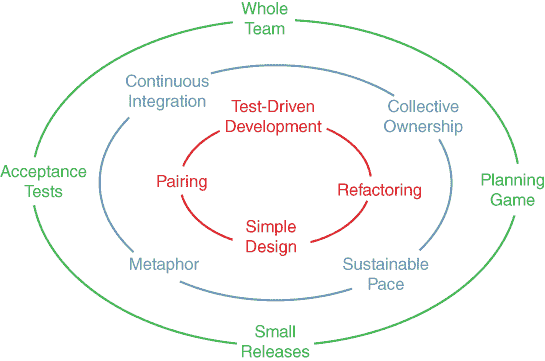 Whole
Team
Continuous
Integration
Test-Driven
Development
Collective
Ownership
Acceptance
Tests
Pairing
Refactoring
Planning
Game
Simple
Design
Metaphor
Sustainable
Pace
Small
Releases